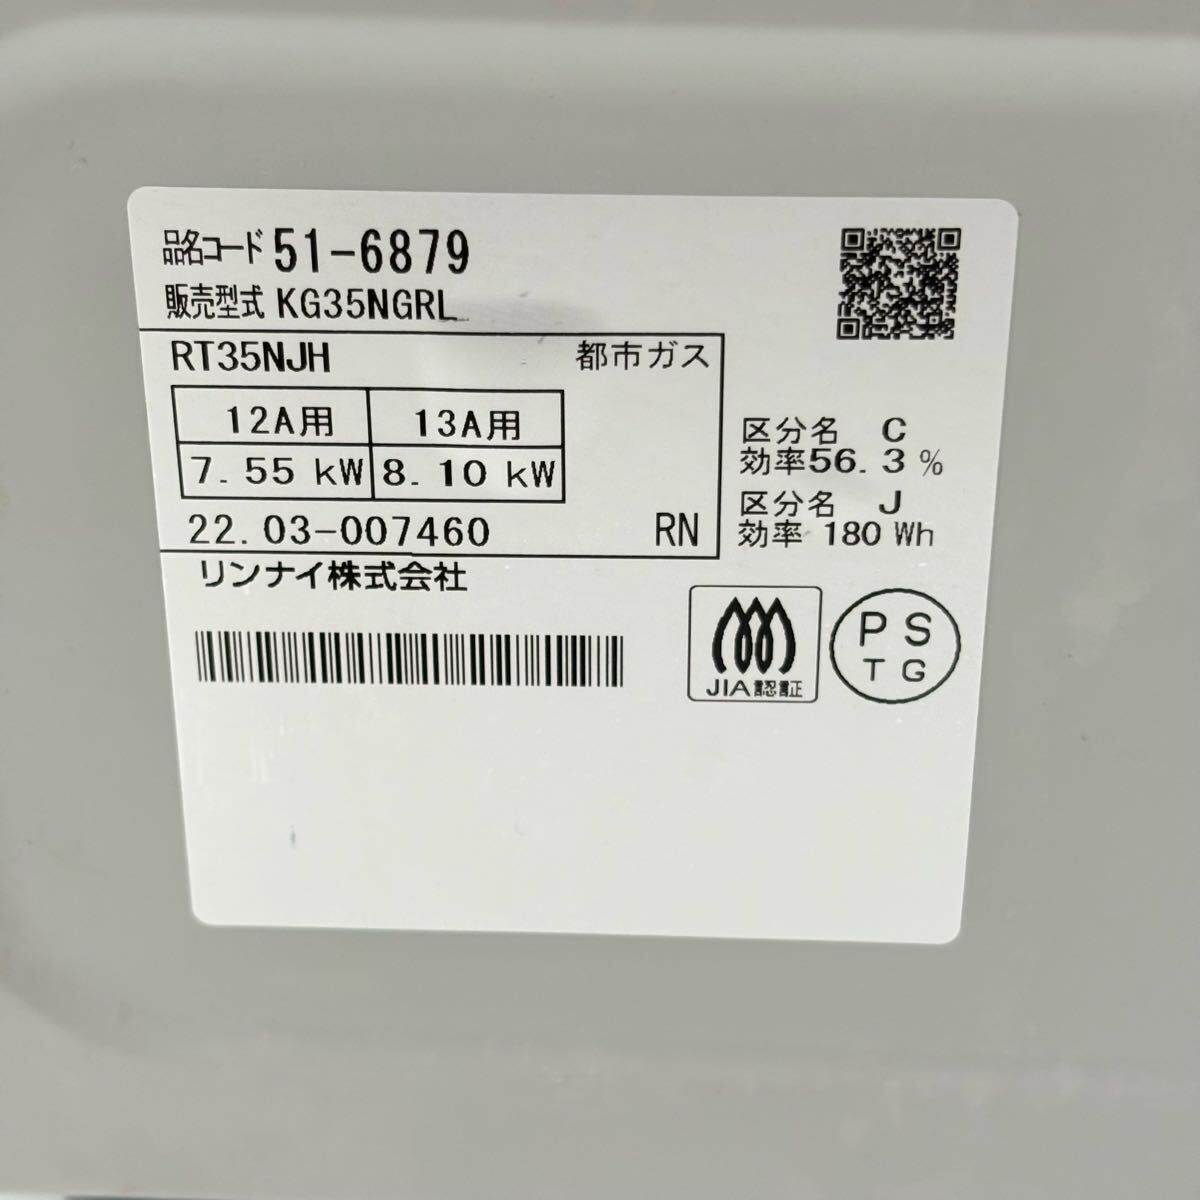 品名コード 51-6879
販売型式 KG35NGRL
RT35NJH 都市ガス
12A用 13A用
7.55 kW 8.10 kW
22.03-007460 RN
リンナイ株式会社
区分名 C
効率56.3%
区分名 J
効率 180 Wh
JIA認証
PS
TG